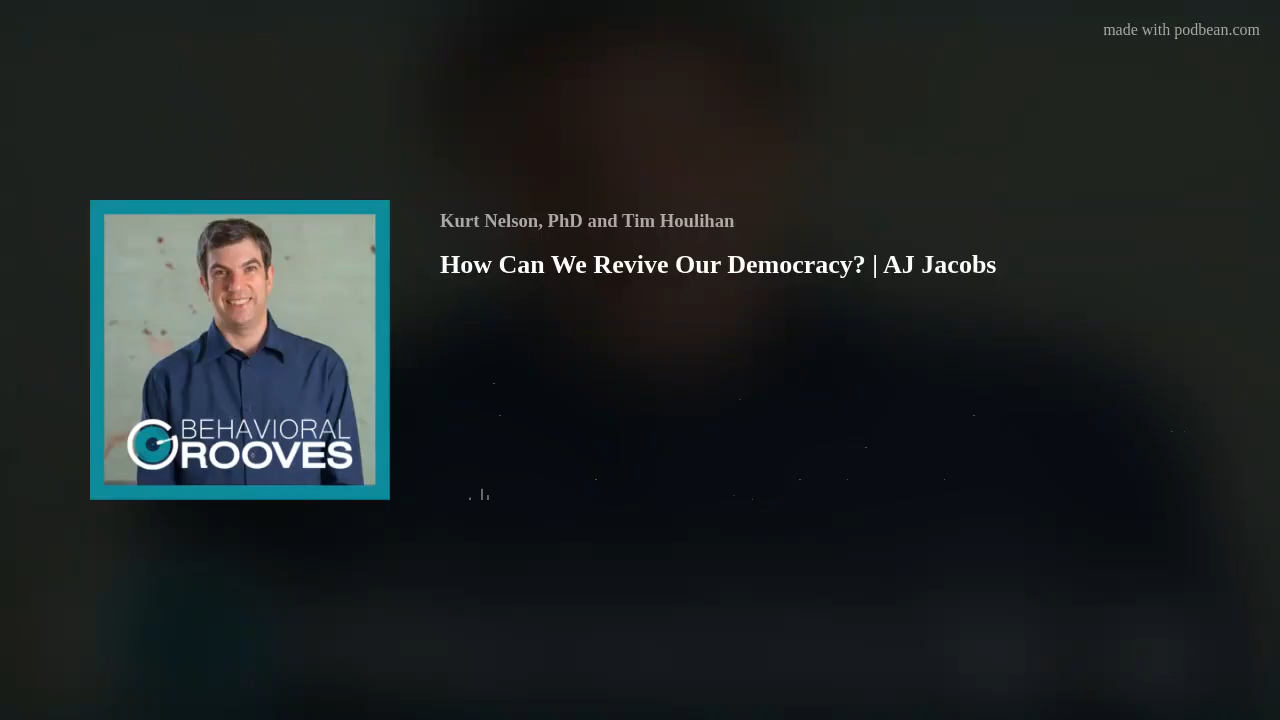 made with podbean.com
Kurt Nelson, PhD and Tim Houlihan
How Can We Revive Our Democracy? | AJ Jacobs
BEHAVIORAL
GROOVES